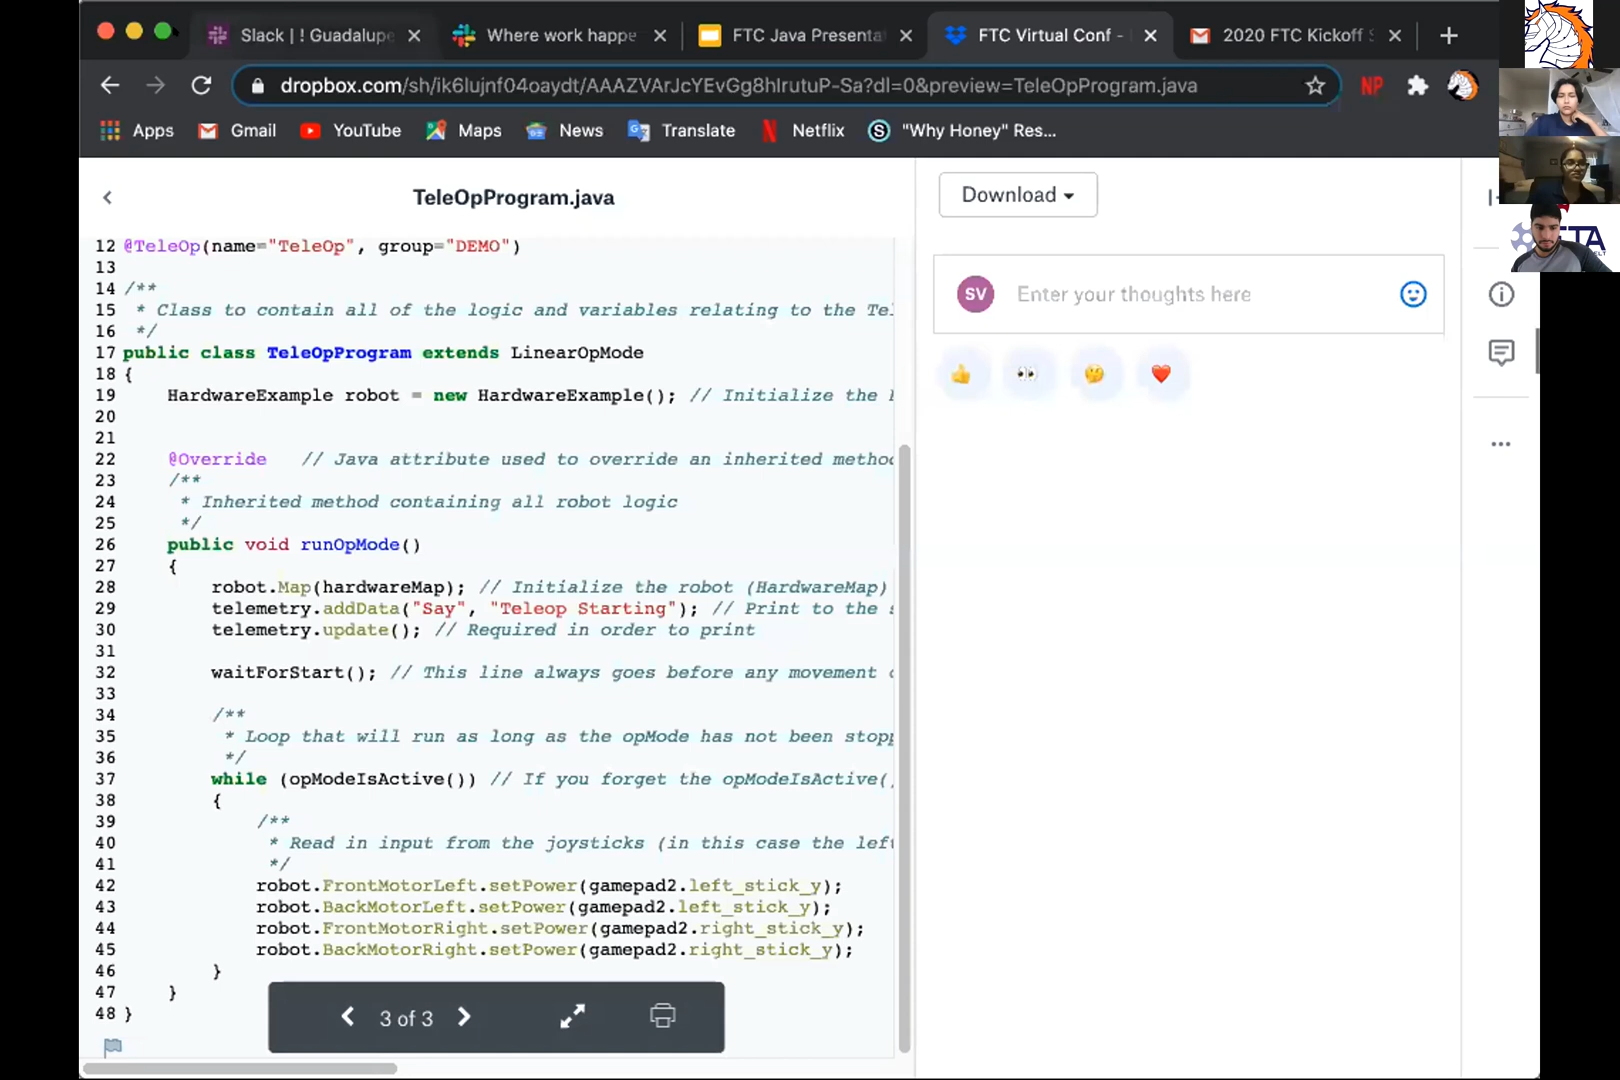 Slack | ! Guadalupe
Where work happe
FTC Java Presenta
FTC Virtual Conf -
2020 FTC Kickoff S
dropbox.com/sh/ik6lujnf04oaydt/AAAZVArJcYEvGg8hlrutuP-Sa?dl=0&preview=TeleOpProgram.java
NP
Apps Gmail YouTube Maps News Translate Netflix "Why Honey" Res...
TeleOpProgram.java
Download
12 @TeleOp(name="TeleOp", group="DEMO")
13
14 /**
15 * Class to contain all of the logic and variables relating to the Te
16 */
17 public class TeleOpProgram extends LinearOpMode
18 {
19 HardwareExample robot = new HardwareExample(); // Initialize the
20
21
22 @Override // Java attribute used to override an inherited metho
23 /**
24 * Inherited method containing all robot logic
25 */
26 public void runOpMode()
27 {
28 robot.Map(hardwareMap); // Initialize the robot (HardwareMap)
29 telemetry.addData("Say", "Teleop Starting"); // Print to the s
30 telemetry.update(); // Required in order to print
31
32 waitForStart(); // This line always goes before any movement
33
34 /**
35 * Loop that will run as long as the opMode has not been stopp
36 */
37 while (opModeIsActive()) // If you forget the opModeIsActive(
38 {
39 /**
40 * Read in input from the joysticks (in this case the left
41 */
42 robot.FrontMotorLeft.setPower(gamepad2.left_stick_y);
43 robot.BackMotorLeft.setPower(gamepad2.left_stick_y);
44 robot.FrontMotorRight.setPower(gamepad2.right_stick_y);
45 robot.BackMotorRight.setPower(gamepad2.right_stick_y);
46 }
47 }
48 }
3 of 3
SV
Enter your thoughts here